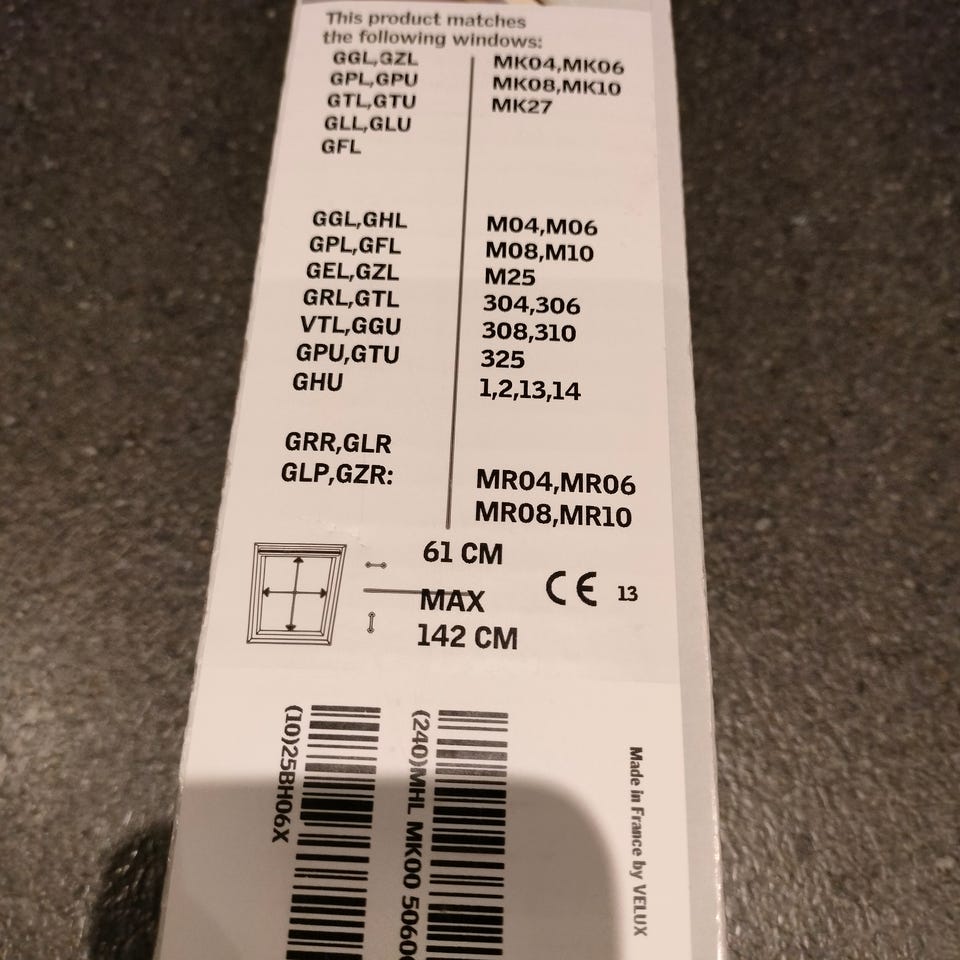 This product matches
the following windows:
GGL,GZL MK04,MK06
GPL,GPU MK08,MK10
GTL,GTU MK27
GLL,GLU
GFL
GGL,GHL M04,M06
GPL,GFL M08,M10
GEL,GZL M25
GRL,GTL 304,306
VTL,GGU 308,310
GPU,GTU 325
GHU 1,2,13,14
GRR,GLR
GLP,GZR: MR04,MR06
MR08,MR10
61 CM
MAX
142 CM
CE 13
(10)25BH06X
(240)MHL MK00 5060
Made in France by VELUX